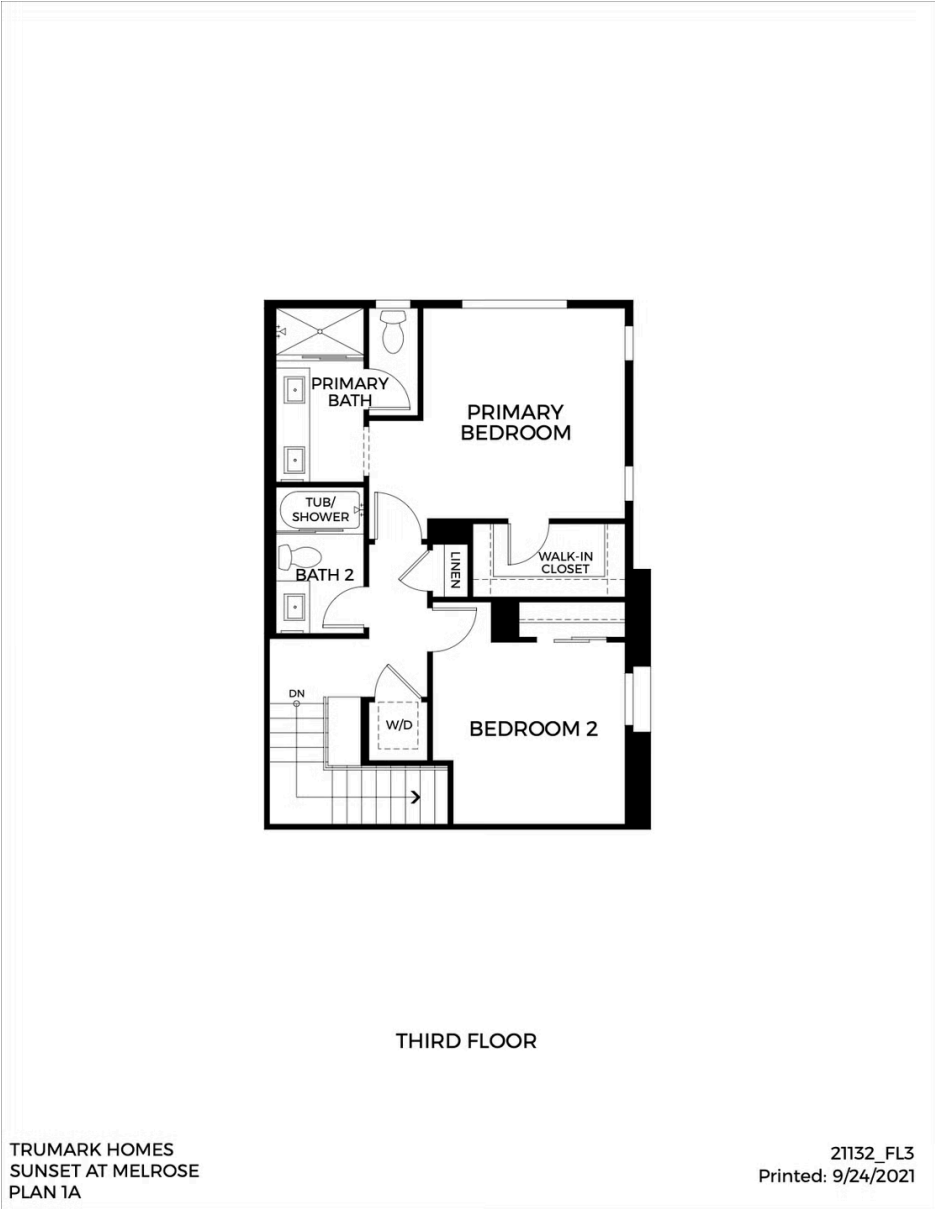 PRIMARY
BATH
PRIMARY
BEDROOM
TUB/
SHOWER
BATH 2
LINEN
WALK-IN
CLOSET
DN
W/D
BEDROOM 2
THIRD FLOOR
TRUMARK HOMES
SUNSET AT MELROSE
PLAN 1A
21132_FL3
Printed: 9/24/2021